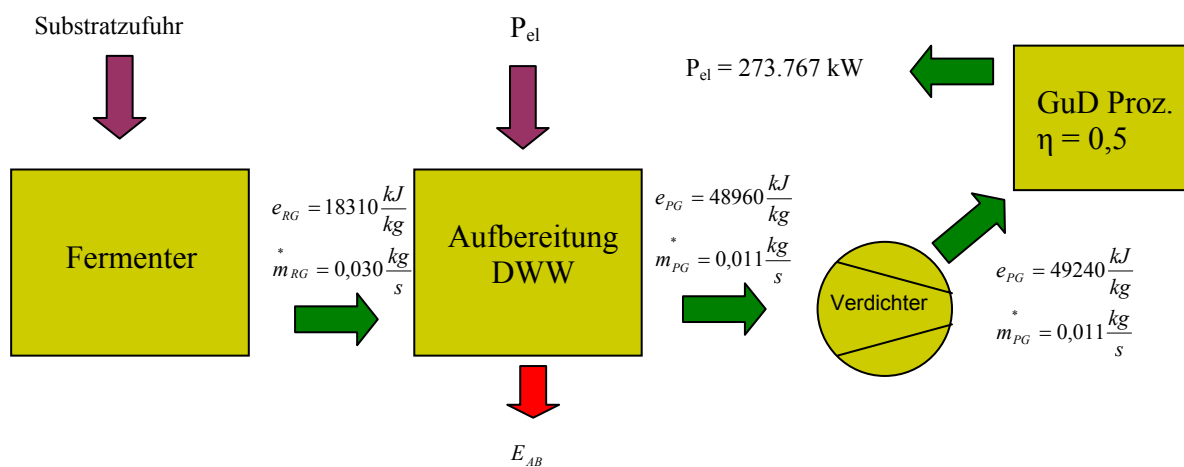 Substratzufuhr
P_el
P_el = 273.767 kW
GuD Proz.
η = 0,5
Fermenter
e_RG = 18310 kJ/kg
m*_RG = 0,030 kg/s
Aufbereitung
DWW
e_PG = 48960 kJ/kg
m*_PG = 0,011 kg/s
Verdichter
e_PG = 49240 kJ/kg
m*_PG = 0,011 kg/s
E_AB